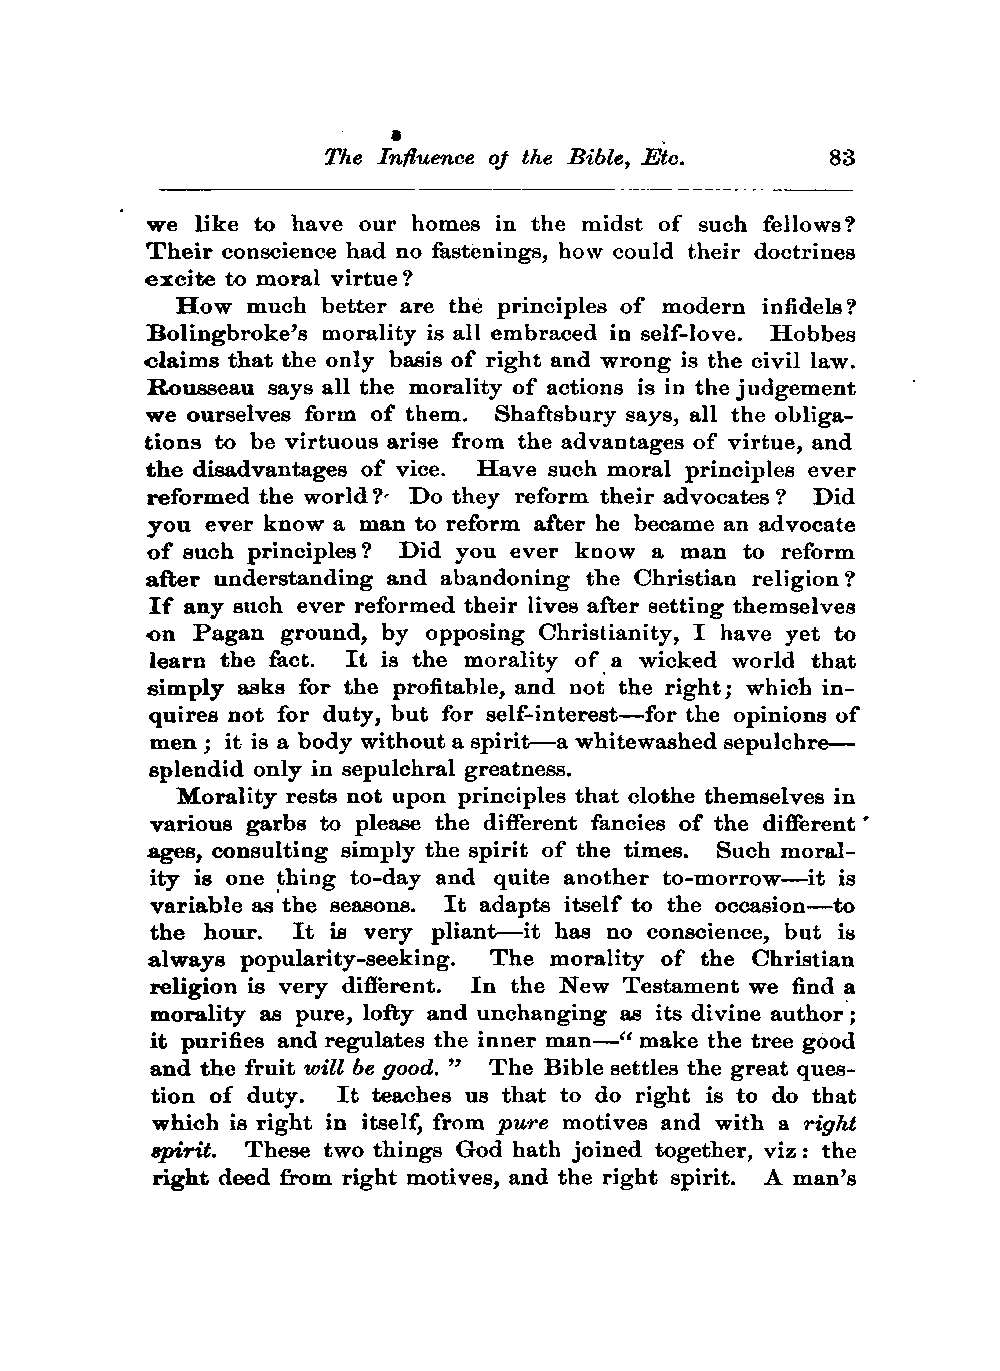 The Influence of the Bible, Etc. 83
we like to have our homes in the midst of such fellows?
Their conscience had no fastenings, how could their doctrines
excite to moral virtue?
How much better are the principles of modern infidels?
Bolingbroke's morality is all embraced in self-love. Hobbes
claims that the only basis of right and wrong is the civil law.
Rousseau says all the morality of actions is in the judgement
we ourselves form of them. Shaftsbury says, all the obliga-
tions to be virtuous arise from the advantages of virtue, and
the disadvantages of vice. Have such moral principles ever
reformed the world? Do they reform their advocates? Did
you ever know a man to reform after he became an advocate
of such principles? Did you ever know a man to reform
after understanding and abandoning the Christian religion?
If any such ever reformed their lives after setting themselves
on Pagan ground, by opposing Christianity, I have yet to
learn the fact. It is the morality of a wicked world that
simply asks for the profitable, and not the right; which in-
quires not for duty, but for self-interest—for the opinions of
men; it is a body without a spirit—a whitewashed sepulchre—
splendid only in sepulchral greatness.
Morality rests not upon principles that clothe themselves in
various garbs to please the different fancies of the different
ages, consulting simply the spirit of the times. Such moral-
ity is one thing to-day and quite another to-morrow—it is
variable as the seasons. It adapts itself to the occasion—to
the hour. It is very pliant—it has no conscience, but is
always popularity-seeking. The morality of the Christian
religion is very different. In the New Testament we find a
morality as pure, lofty and unchanging as its divine author;
it purifies and regulates the inner man—“ make the tree good
and the fruit will be good. ” The Bible settles the great ques-
tion of duty. It teaches us that to do right is to do that
which is right in itself, from pure motives and with a right
spirit. These two things God hath joined together, viz: the
right deed from right motives, and the right spirit. A man's